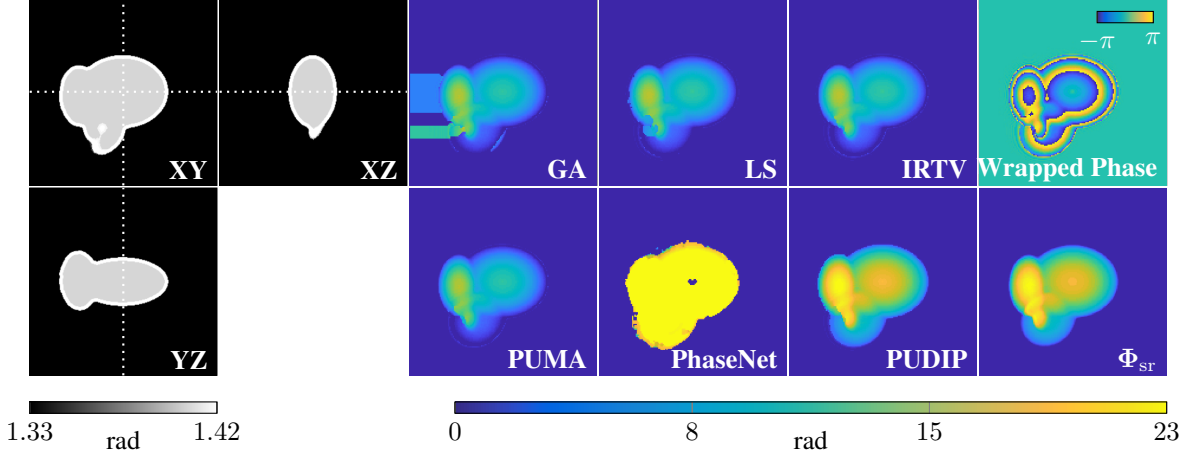 −π π
XY XZ GA LS IRTV Wrapped Phase
YZ PUMA PhaseNet PUDIP Φsr
1.33 1.42 0 8 15 23
rad rad